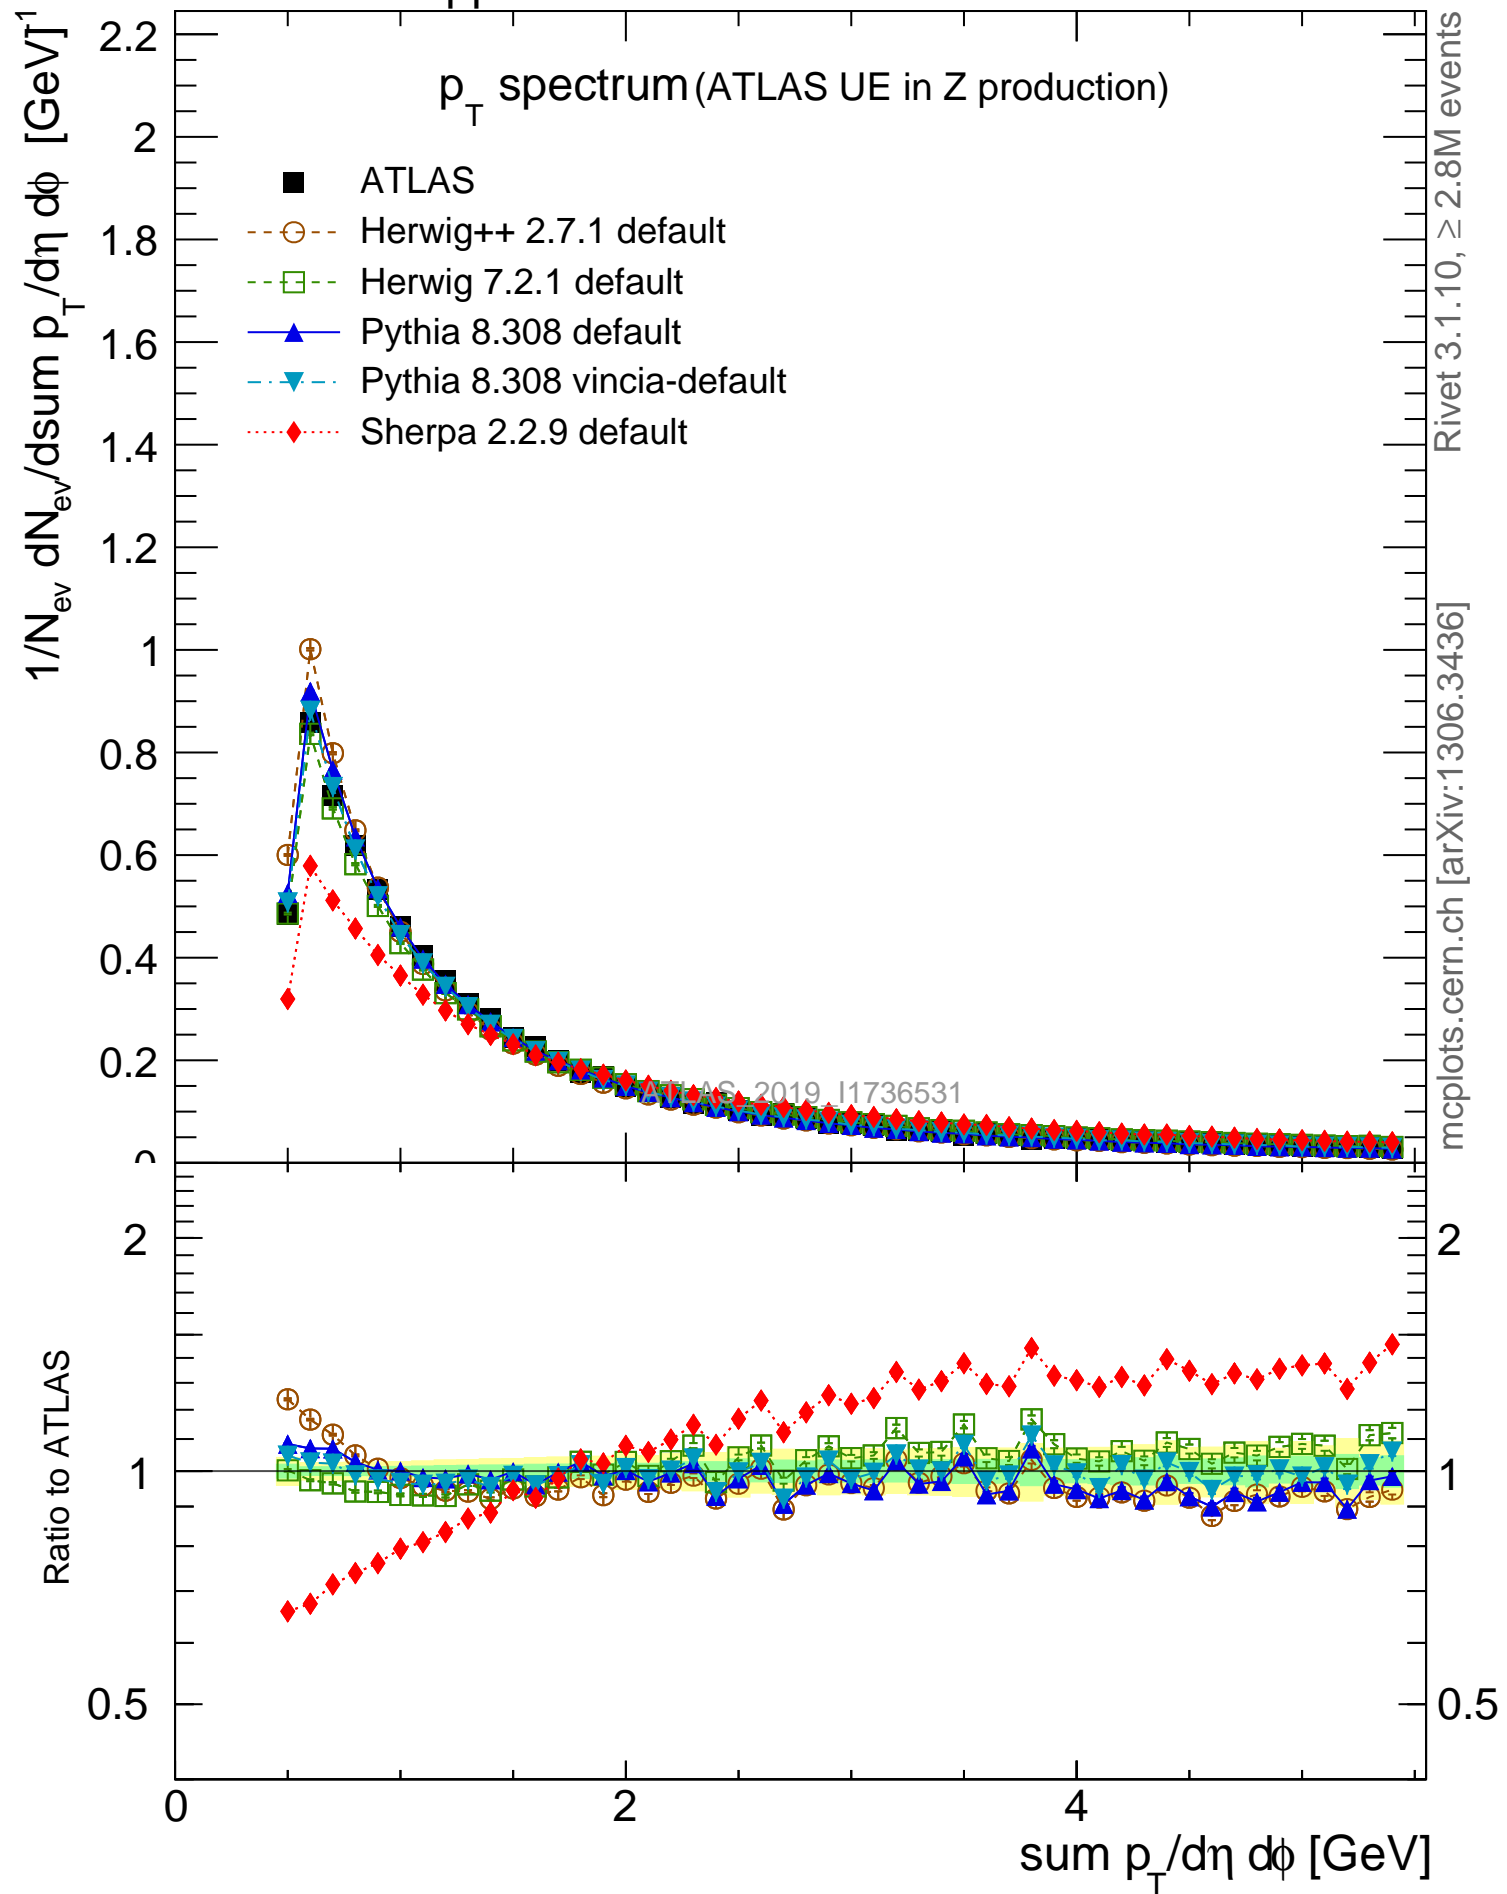 p_T spectrum (ATLAS UE in Z production)
1/N_ev dN_ev/dsum p_T/dη dϕ [GeV]^-1
ATLAS
Herwig++ 2.7.1 default
Herwig 7.2.1 default
Pythia 8.308 default
Pythia 8.308 vincia-default
Sherpa 2.2.9 default
2.2
2
1.8
1.6
1.4
1.2
1
0.8
0.6
0.4
0.2
0
ATLAS_2019_I1736531
Rivet 3.1.10, ≥ 2.8M events
mcplots.cern.ch [arXiv:1306.3436]
Ratio to ATLAS
2
1
0.5
2
1
0.5
0
2
4
sum p_T/dη dϕ [GeV]